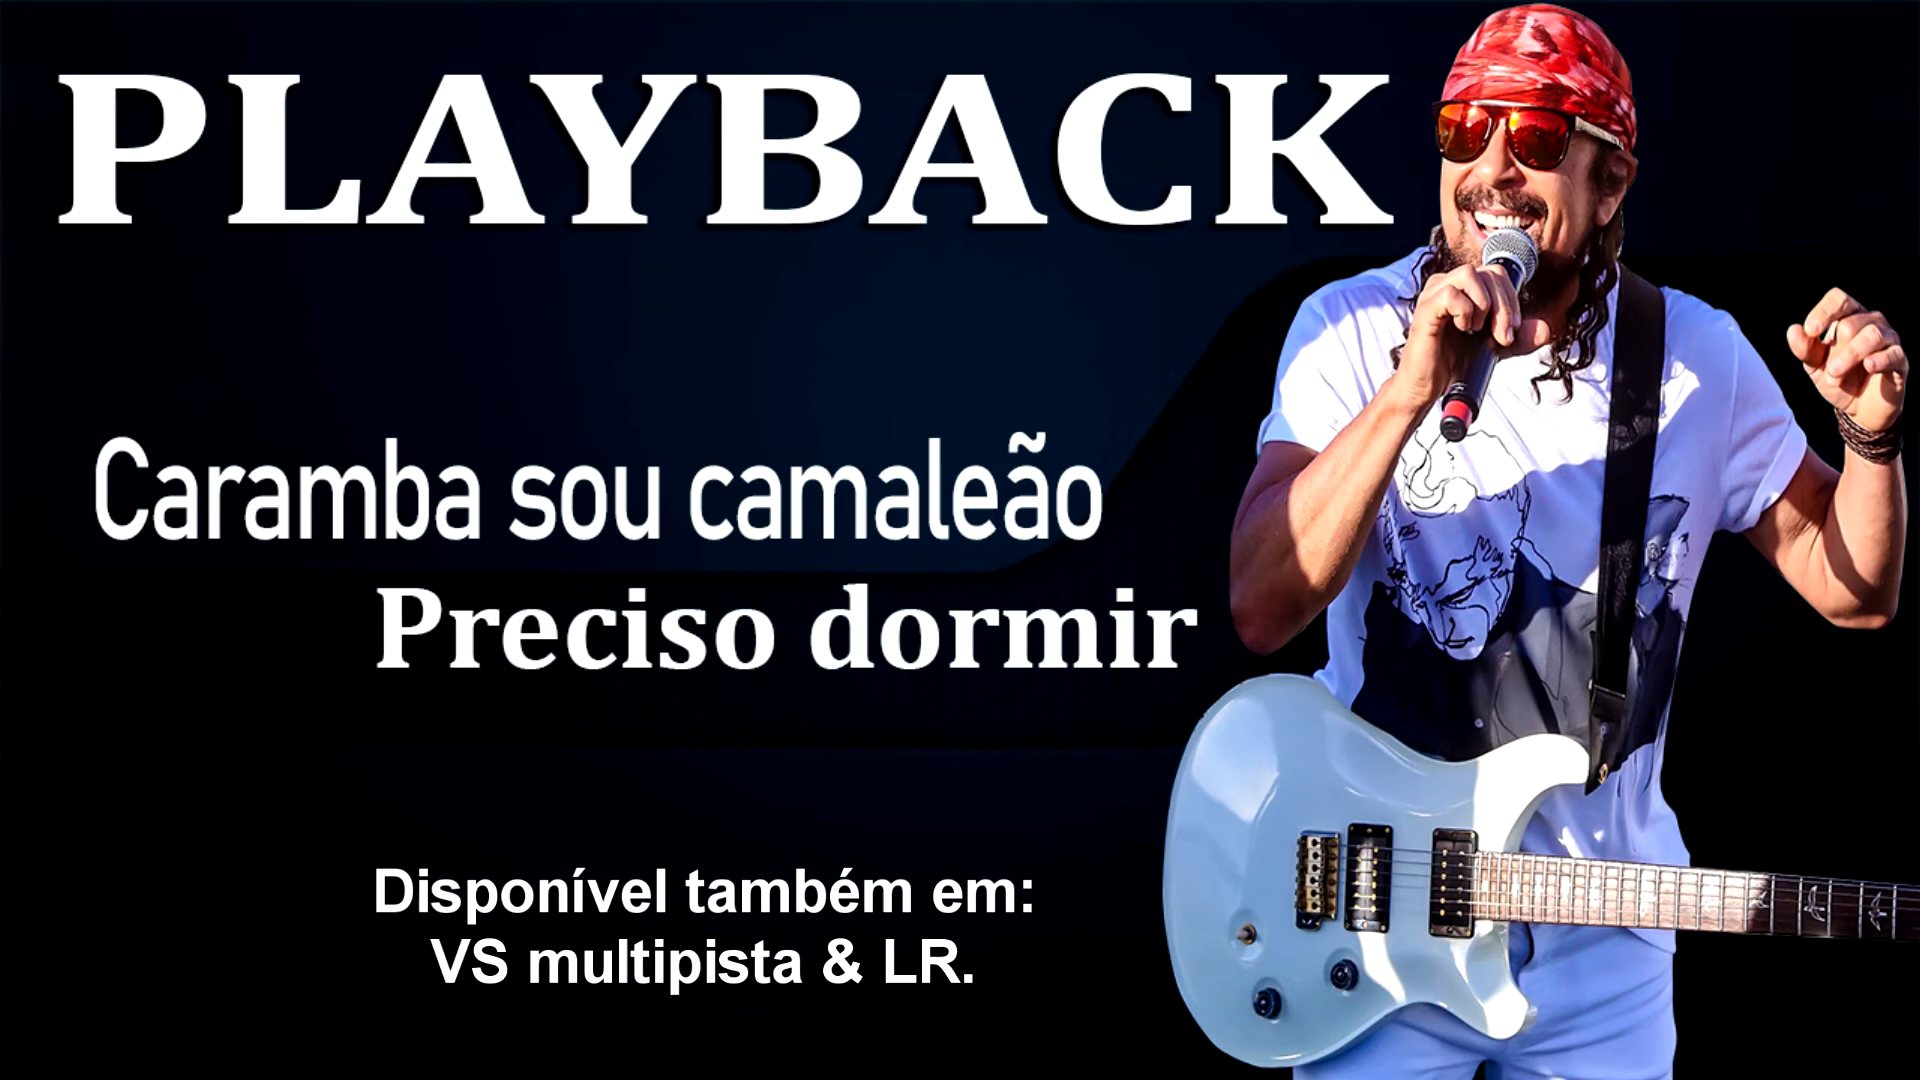 PLAYBACK
Caramba sou camaleão
Preciso dormir
Disponível também em:
VS multipista & LR.